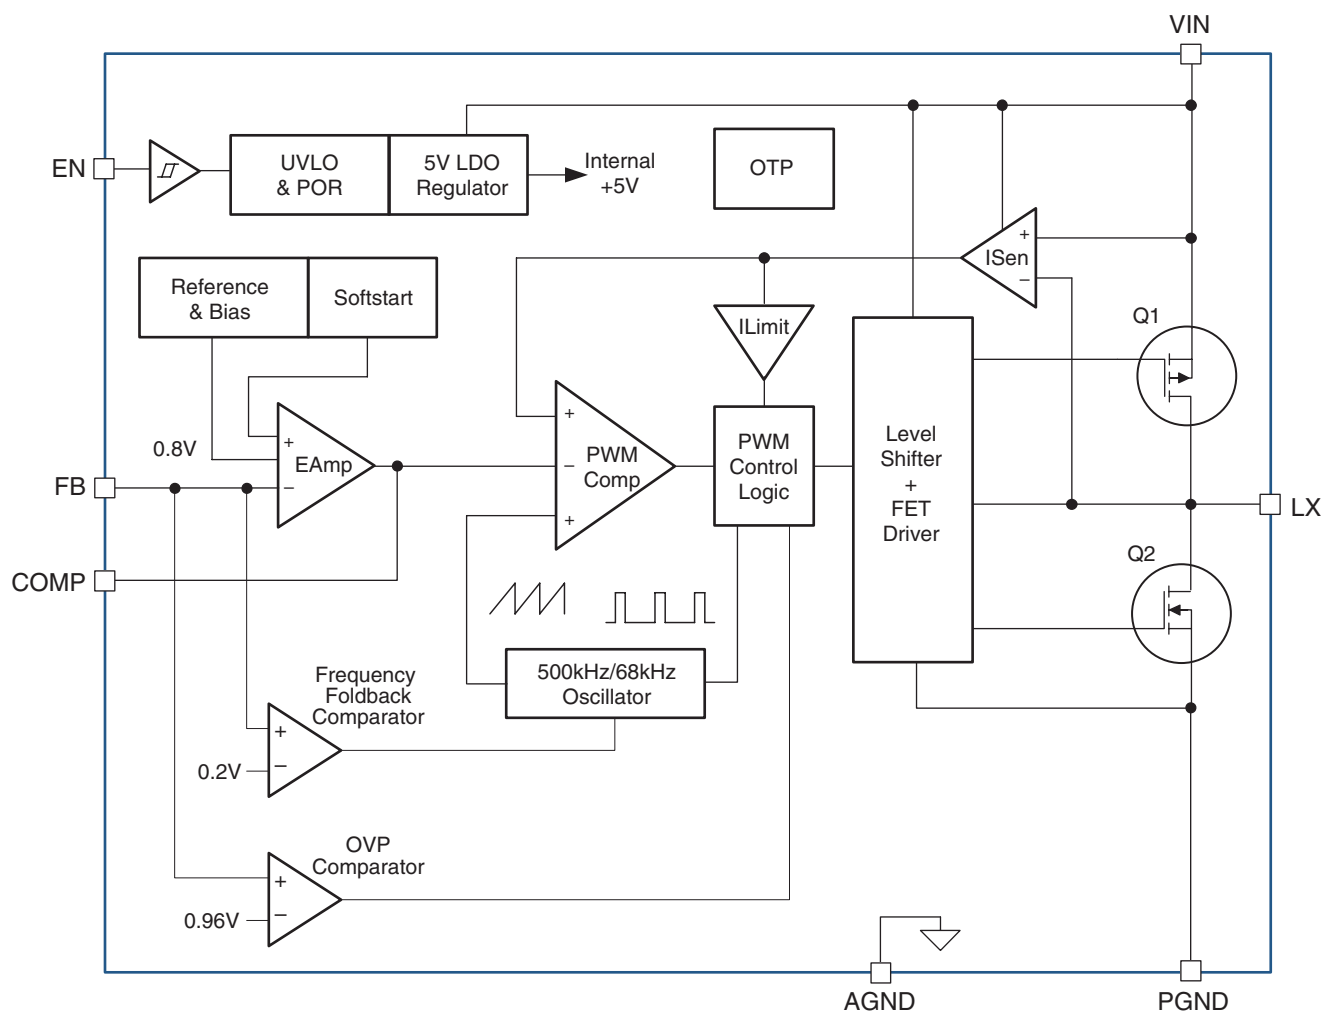 VIN
EN
UVLO
& POR
5V LDO
Regulator
Internal
+5V
OTP
Reference
& Bias
Softstart
+
ISen
−
ILimit
Q1
0.8V
+
EAmp
−
FB
+
−
PWM
Comp
+
PWM
Control
Logic
Level
Shifter
+
FET
Driver
LX
COMP
Q2
500kHz/68kHz
Oscillator
Frequency
Foldback
Comparator
+
0.2V
−
OVP
Comparator
+
0.96V
−
AGND
PGND